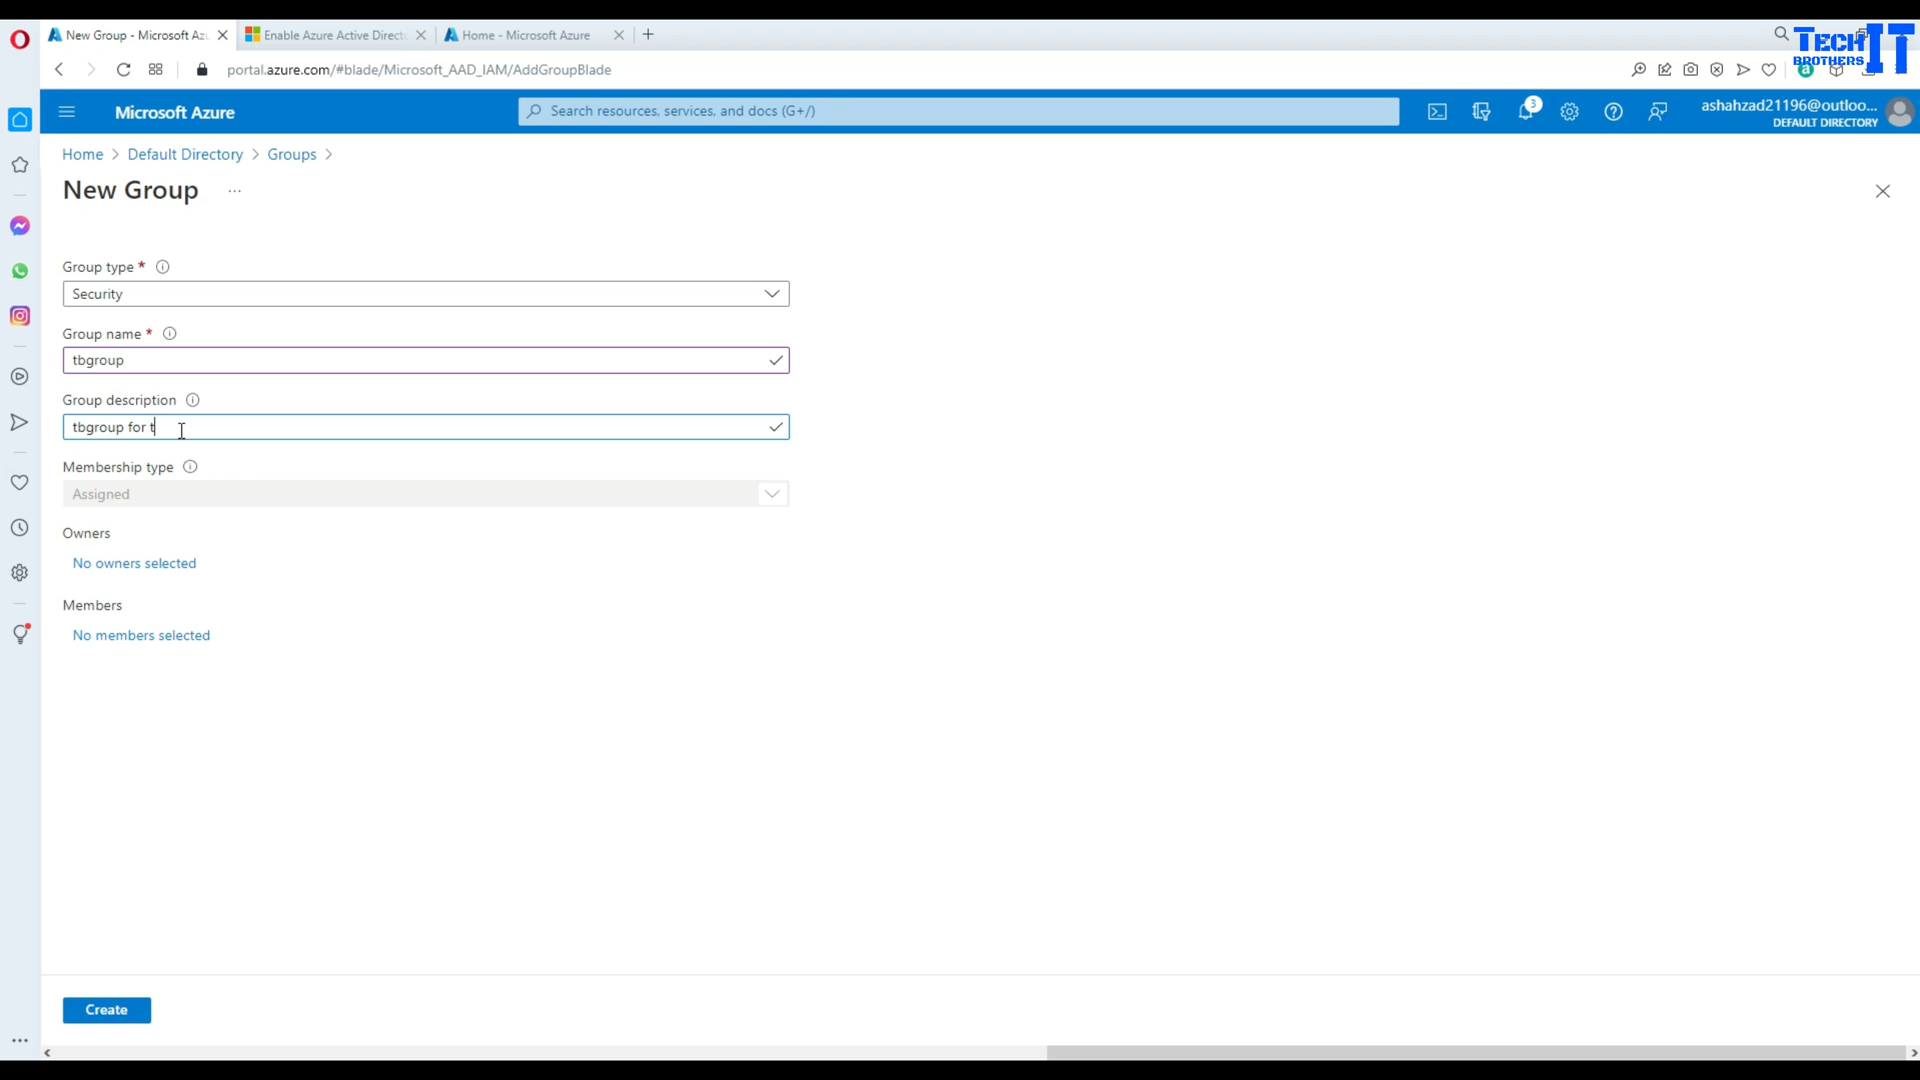 New Group - Microsoft Az
Enable Azure Active Direct
Home - Microsoft Azure
TECH IT
BROTHERS
portal.azure.com/#blade/Microsoft_AAD_IAM/AddGroupBlade
Microsoft Azure
Search resources, services, and docs (G+/)
3
ashahzad21196@outloo...
DEFAULT DIRECTORY
Home > Default Directory > Groups >
New Group ...
Group type *
Security
Group name *
tbgroup
Group description
tbgroup for t
Membership type
Assigned
Owners
No owners selected
Members
No members selected
Create